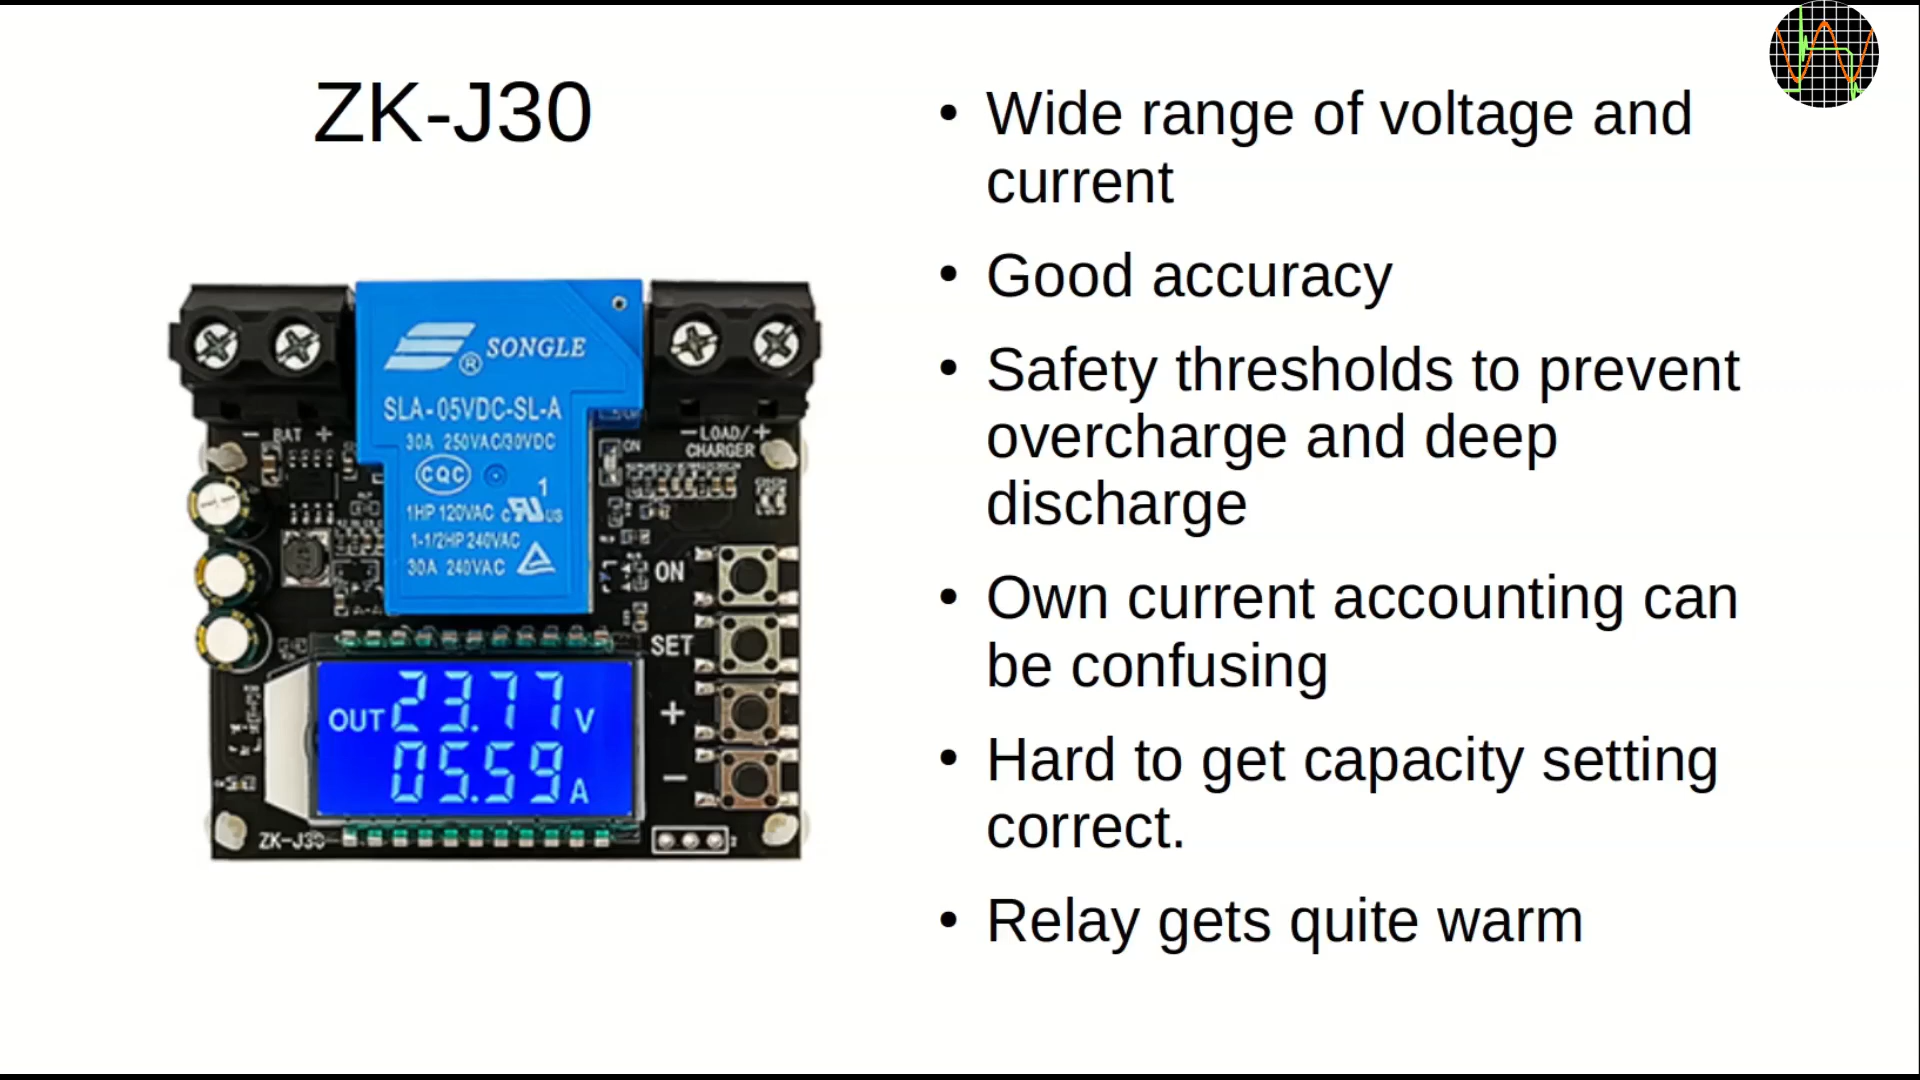 ZK-J30
• Wide range of voltage and
current
• Good accuracy
• Safety thresholds to prevent
overcharge and deep
discharge
• Own current accounting can
be confusing
• Hard to get capacity setting
correct.
• Relay gets quite warm
® SONGLE
SLA-05VDC-SL-A
30A 250VAC/30VDC
CQC
1
1HP 120VAC c US
1-1/2HP 240VAC
30A 240VAC
− BAT +
ON
−LOAD/+
CHARGER
ON
SET
+
−
OUT 23.77 V
05.59 A
ZK-J30